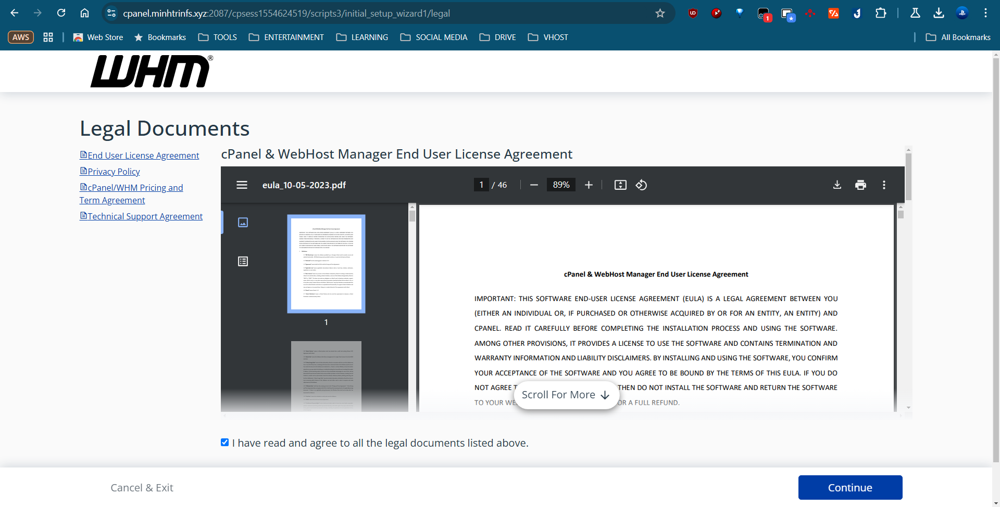 cpanel.minhtrinfs.xyz:2087/cpsess1554624519/scripts3/initial_setup_wizard1/legal
1
AWS
Web Store
Bookmarks
TOOLS
ENTERTAINMENT
LEARNING
SOCIAL MEDIA
DRIVE
VHOST
All Bookmarks
WHM®
Legal Documents
End User License Agreement
Privacy Policy
cPanel/WHM Pricing and
Term Agreement
Technical Support Agreement
cPanel & WebHost Manager End User License Agreement
eula_10-05-2023.pdf
1 / 46
89%
1
cPanel & WebHost Manager End User License Agreement
IMPORTANT: THIS SOFTWARE END-USER LICENSE AGREEMENT (EULA) IS A LEGAL AGREEMENT BETWEEN YOU
(EITHER AN INDIVIDUAL OR, IF PURCHASED OR OTHERWISE ACQUIRED BY OR FOR AN ENTITY, AN ENTITY) AND
CPANEL. READ IT CAREFULLY BEFORE COMPLETING THE INSTALLATION PROCESS AND USING THE SOFTWARE.
AMONG OTHER PROVISIONS, IT PROVIDES A LICENSE TO USE THE SOFTWARE AND CONTAINS TERMINATION AND
WARRANTY INFORMATION AND LIABILITY DISCLAIMERS. BY INSTALLING AND USING THE SOFTWARE, YOU CONFIRM
YOUR ACCEPTANCE OF THE SOFTWARE AND YOU AGREE TO BE BOUND BY THE TERMS OF THIS EULA. IF YOU DO
NOT AGREE THEN DO NOT INSTALL THE SOFTWARE AND RETURN THE SOFTWARE
TO YOUR OR A FULL REFUND.
Scroll For More
I have read and agree to all the legal documents listed above.
Cancel & Exit
Continue